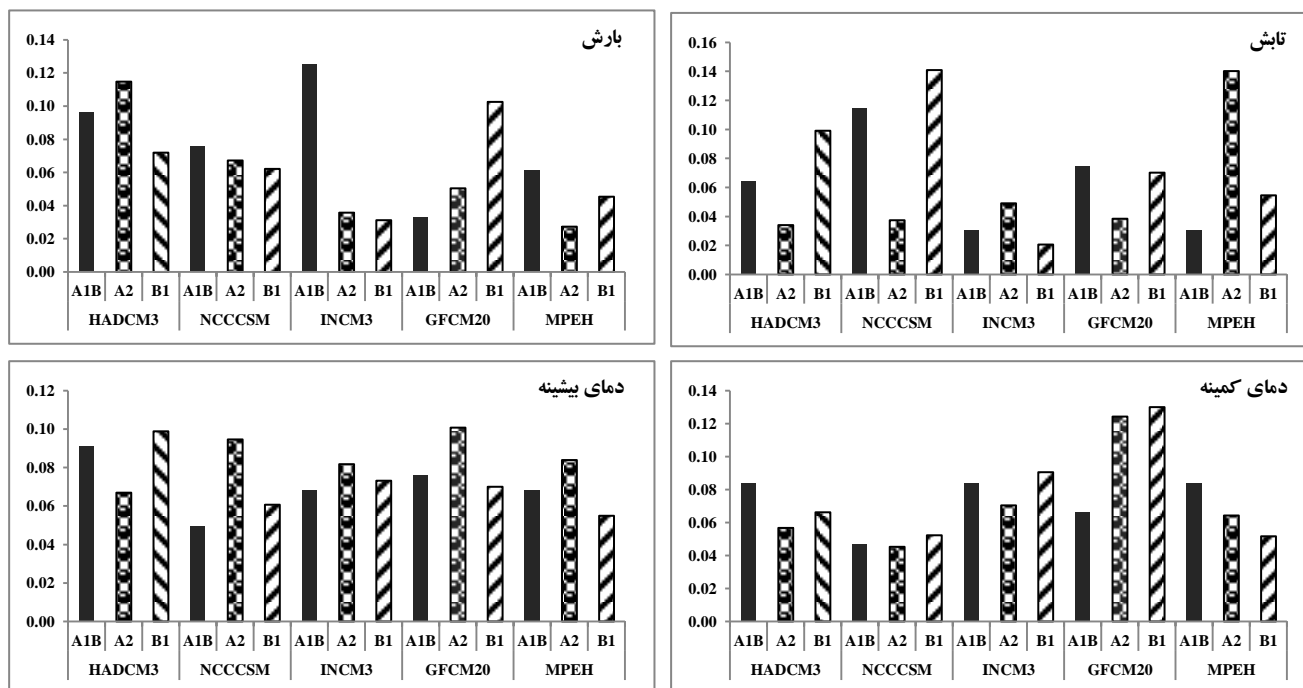 بارش
0.14
0.12
0.10
0.08
0.06
0.04
0.02
0.00
A1B A2 B1 A1B A2 B1 A1B A2 B1 A1B A2 B1 A1B A2 B1
HADCM3 NCCCSM INCM3 GFCM20 MPEH
تابش
0.16
0.14
0.12
0.10
0.08
0.06
0.04
0.02
0.00
A1B A2 B1 A1B A2 B1 A1B A2 B1 A1B A2 B1 A1B A2 B1
HADCM3 NCCCSM INCM3 GFCM20 MPEH
دمای بیشینه
0.12
0.10
0.08
0.06
0.04
0.02
0.00
A1B A2 B1 A1B A2 B1 A1B A2 B1 A1B A2 B1 A1B A2 B1
HADCM3 NCCCSM INCM3 GFCM20 MPEH
دمای کمینه
0.14
0.12
0.10
0.08
0.06
0.04
0.02
0.00
A1B A2 B1 A1B A2 B1 A1B A2 B1 A1B A2 B1 A1B A2 B1
HADCM3 NCCCSM INCM3 GFCM20 MPEH